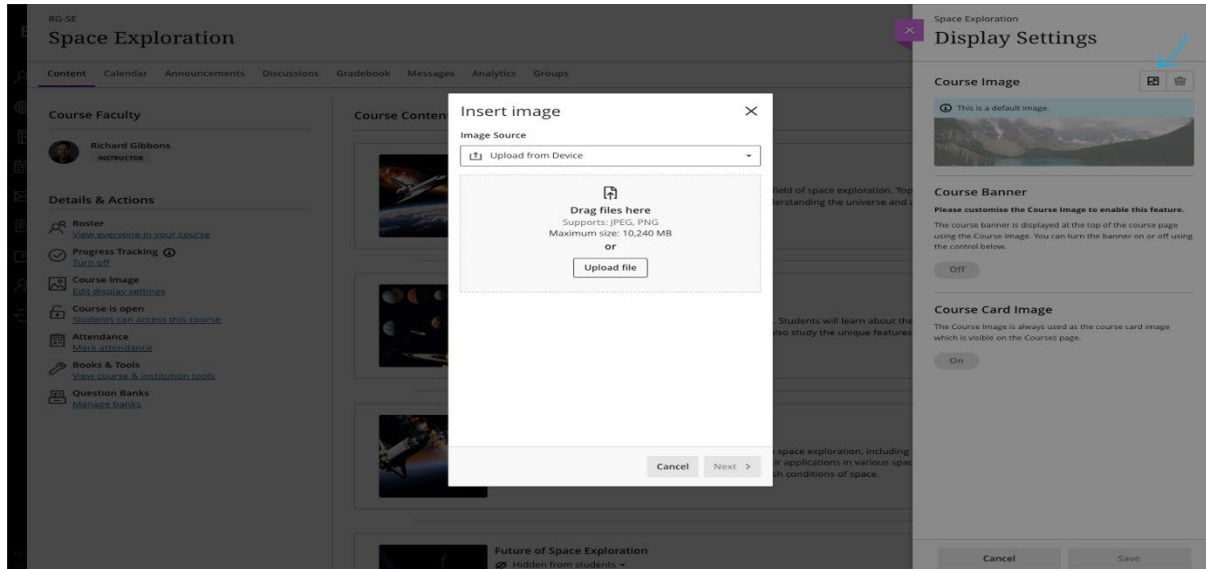 RG-SE
Space Exploration
Content Calendar Announcements Discussions Gradebook Messages Analytics Groups
Course Faculty
Richard Gibbons
INSTRUCTOR
Details & Actions
Roster
View everyone in your course
Progress Tracking
Turn off
Course Image
Edit display settings
Course is open
Students can access this course
Attendance
Mark attendance
Books & Tools
View course & institution tools
Question Banks
Manage banks
Course Conten
field of space exploration. Top
derstanding the universe and
. Students will learn about the
also study the unique features
space exploration, including
ir applications in various spac
sh conditions of space.
Future of Space Exploration
Hidden from students
Insert image
Image Source
Upload from Device
Drag files here
Supports: JPEG, PNG
Maximum size: 10,240 MB
or
Upload file
Cancel Next
Space Exploration
Display Settings
Course Image
This is a default image.
Course Banner
Please customise the Course Image to enable this feature.
The course banner is displayed at the top of the course page
using the Course Image. You can turn the banner on or off using
the control below.
Off
Course Card Image
The Course Image is always used as the course card image
which is visible on the Courses page.
On
Cancel Save